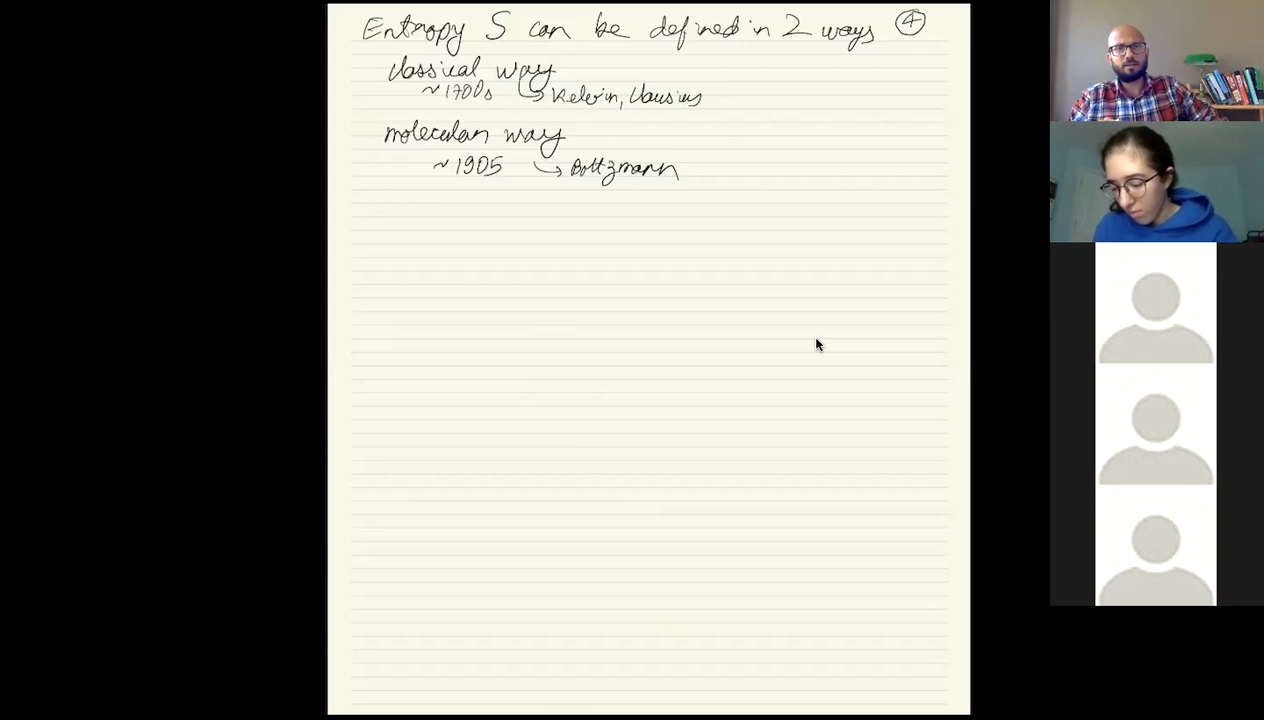 Entropy S can be defined in 2 ways ④
classical way
~1700s ↳ Kelvin, Clausius
molecular way
~1905 ↳ Boltzmann